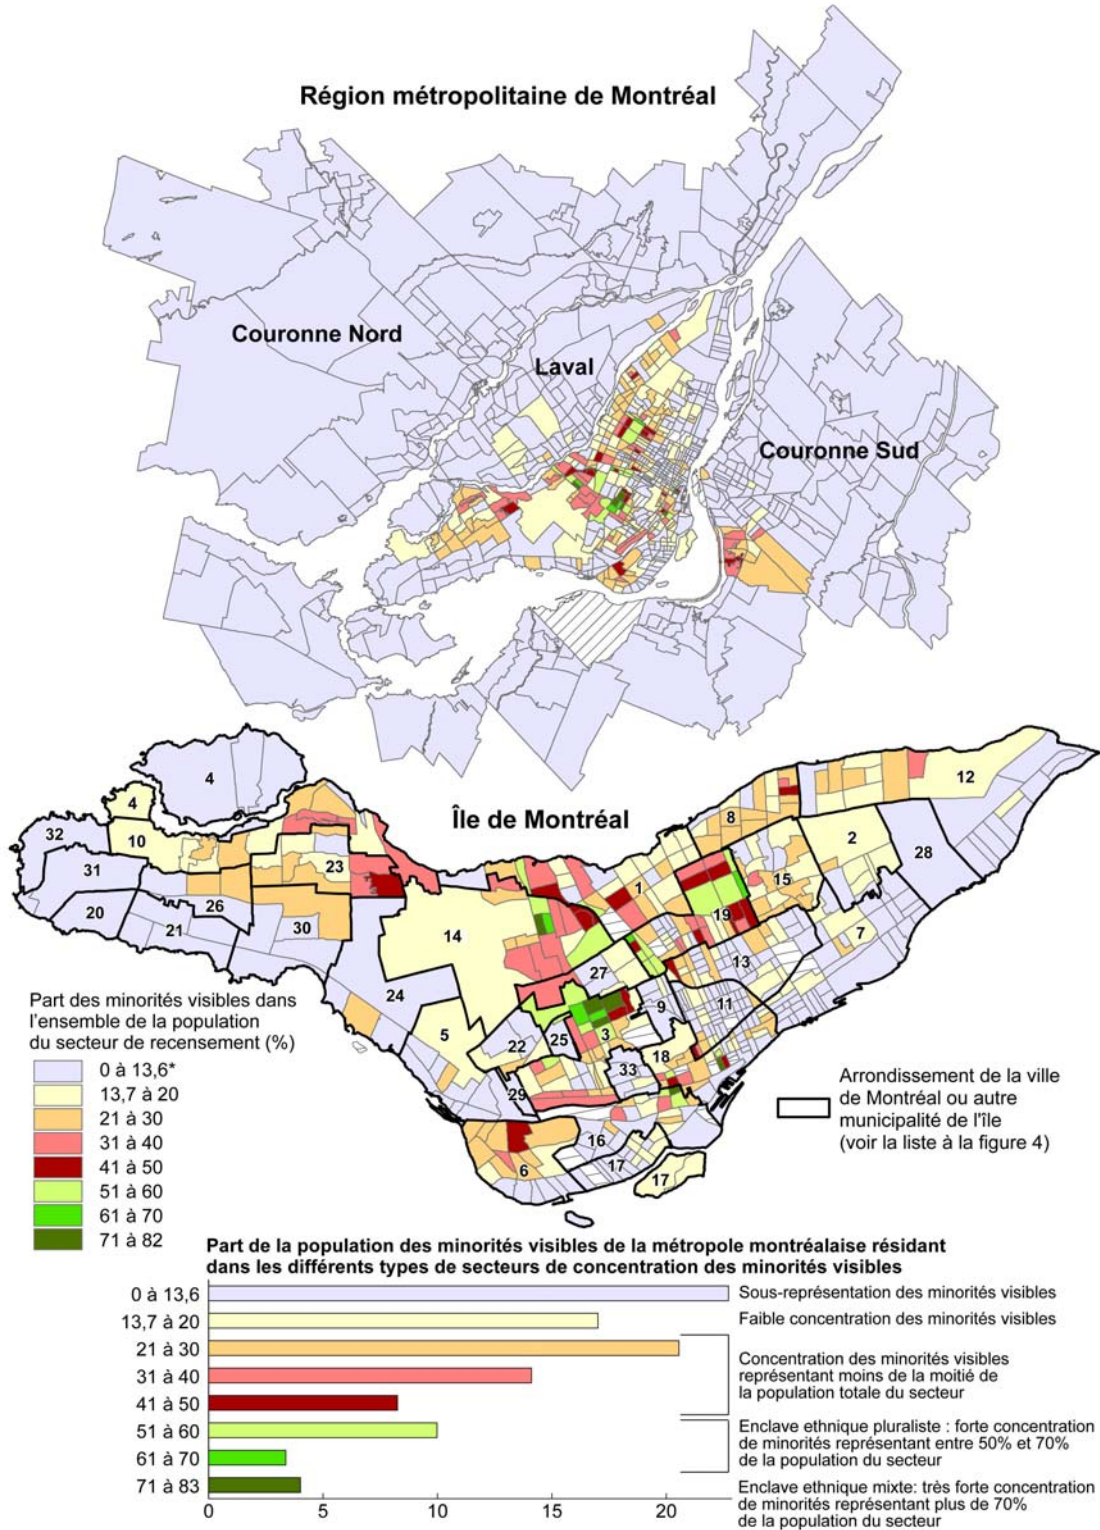 Région métropolitaine de Montréal
Couronne Nord
Laval
Couronne Sud
Île de Montréal
4
4
32
10
31
23
20
26
21
30
14
24
5
22
25
29
27
3
9
33
18
1
8
19
15
2
12
28
7
13
11
16
17
17
6
Part des minorités visibles dans
l'ensemble de la population
du secteur de recensement (%)
0 à 13,6*
13,7 à 20
21 à 30
31 à 40
41 à 50
51 à 60
61 à 70
71 à 82
Arrondissement de la ville
de Montréal ou autre
municipalité de l'île
(voir la liste à la figure 4)
Part de la population des minorités visibles de la métropole montréalaise résidant
dans les différents types de secteurs de concentration des minorités visibles
0 à 13,6
13,7 à 20
21 à 30
31 à 40
41 à 50
51 à 60
61 à 70
71 à 83
0
5
10
15
20
Sous-représentation des minorités visibles
Faible concentration des minorités visibles
Concentration des minorités visibles
représentant moins de la moitié de
la population totale du secteur
Enclave ethnique pluraliste : forte concentration
de minorités représentant entre 50% et 70%
de la population du secteur
Enclave ethnique mixte: très forte concentration
de minorités représentant plus de 70%
de la population du secteur